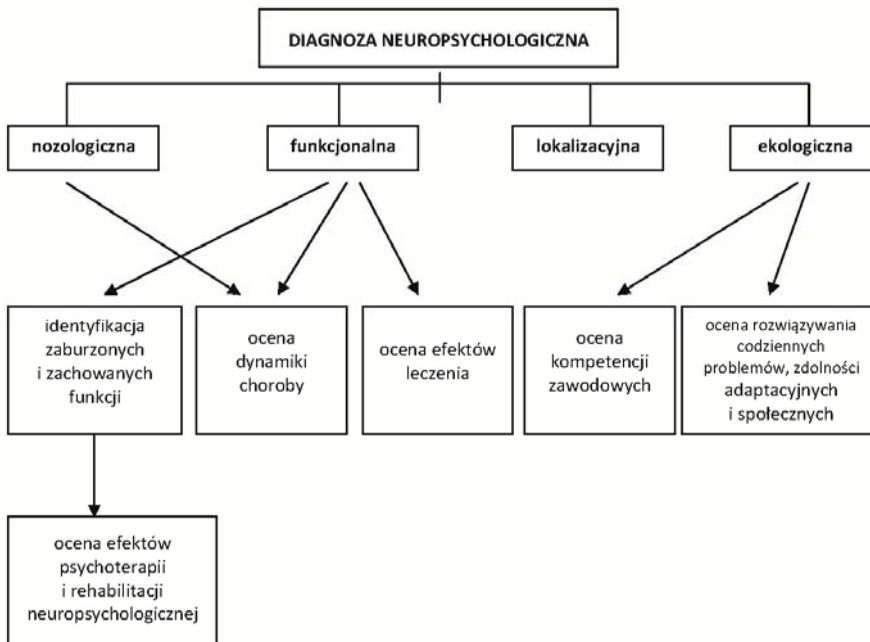 DIAGNOZA NEUROPSYCHOLOGICZNA
nozologiczna
funkcjonalna
lokalizacyjna
ekologiczna
identyfikacja
zaburzonych
i zachowanych
funkcji
ocena
dynamiki
choroby
ocena efektów
leczenia
ocena
kompetencji
zawodowych
ocena rozwiązywania
codziennych
problemów, zdolności
adaptacyjnych
i społecznych
ocena efektów
psychoterapii
i rehabilitacji
neuropsychologicznej